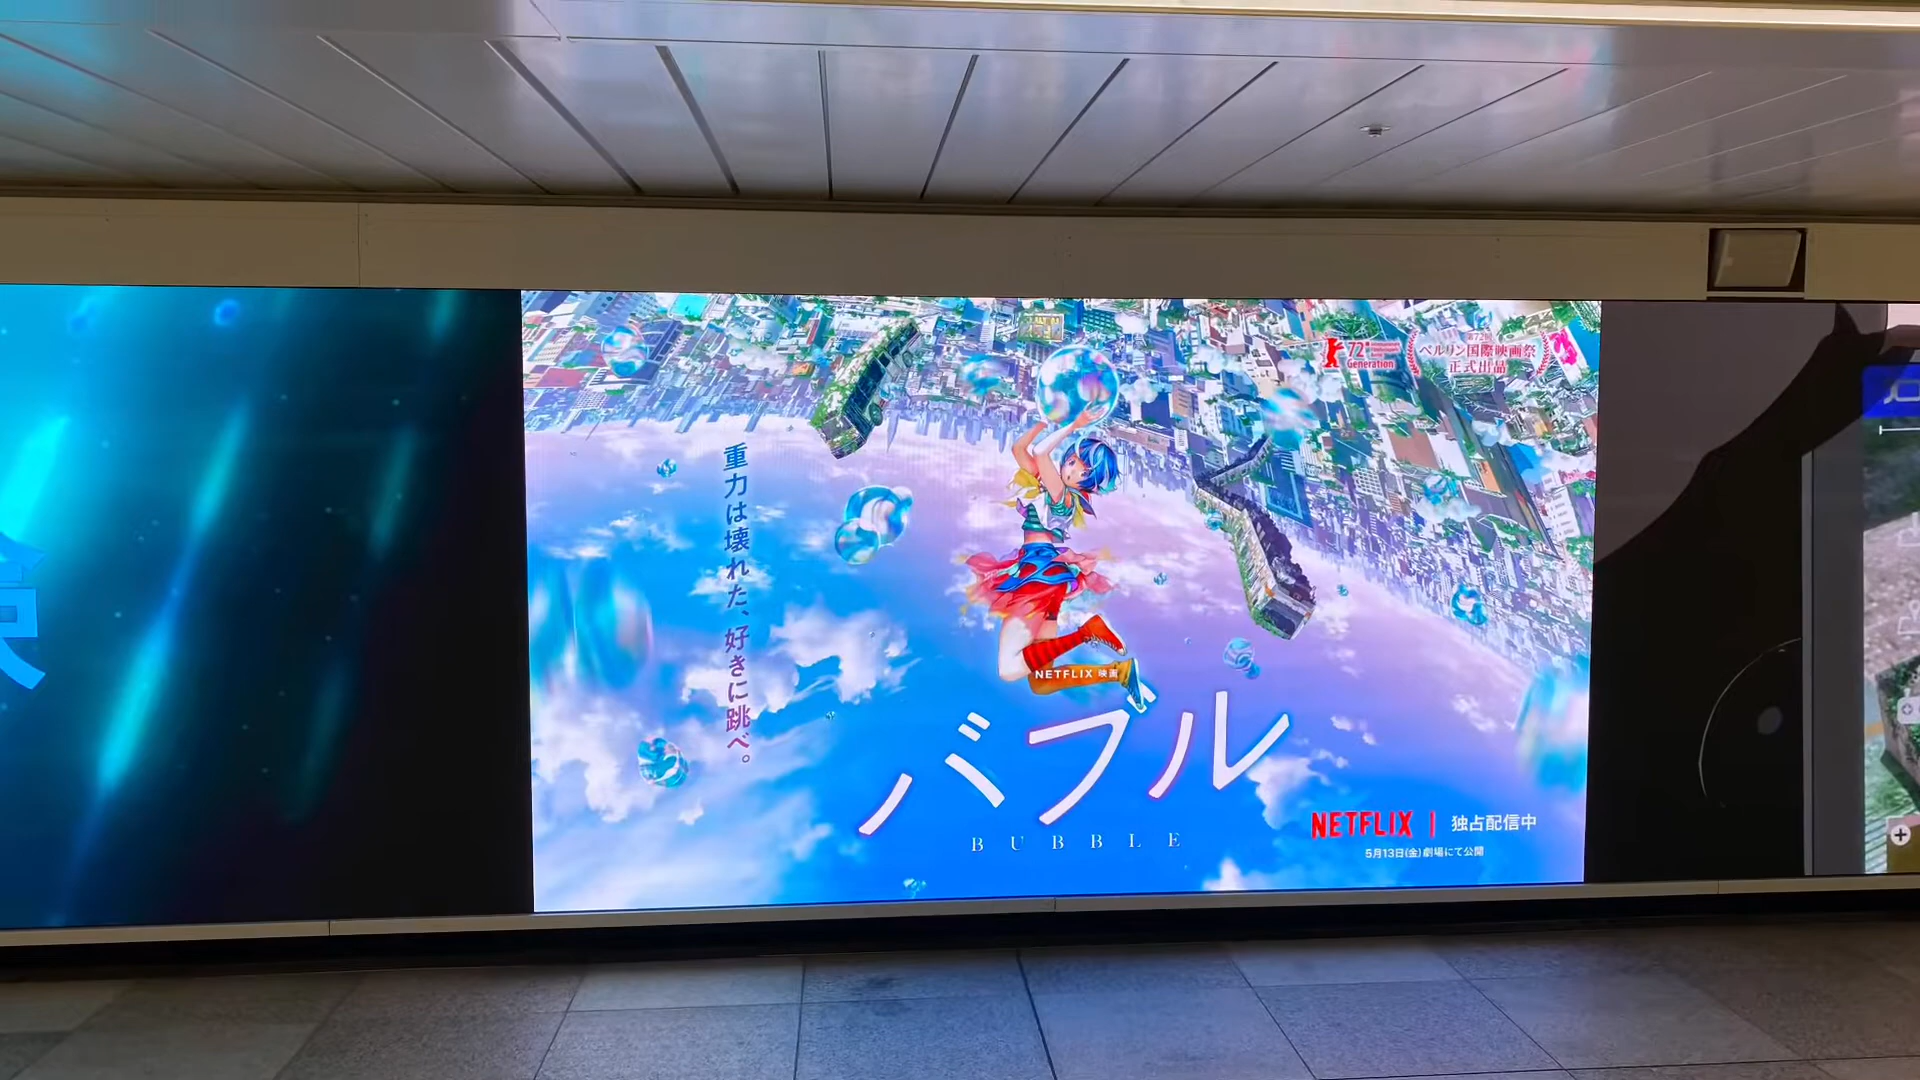 72
Generation
第72回
ベルリン国際映画祭
正式出品
重力は壊れた、好きに跳べ。
NETFLIX 映画
バブル
BUBBLE
NETFLIX | 独占配信中
5月13日(金)劇場にて公開